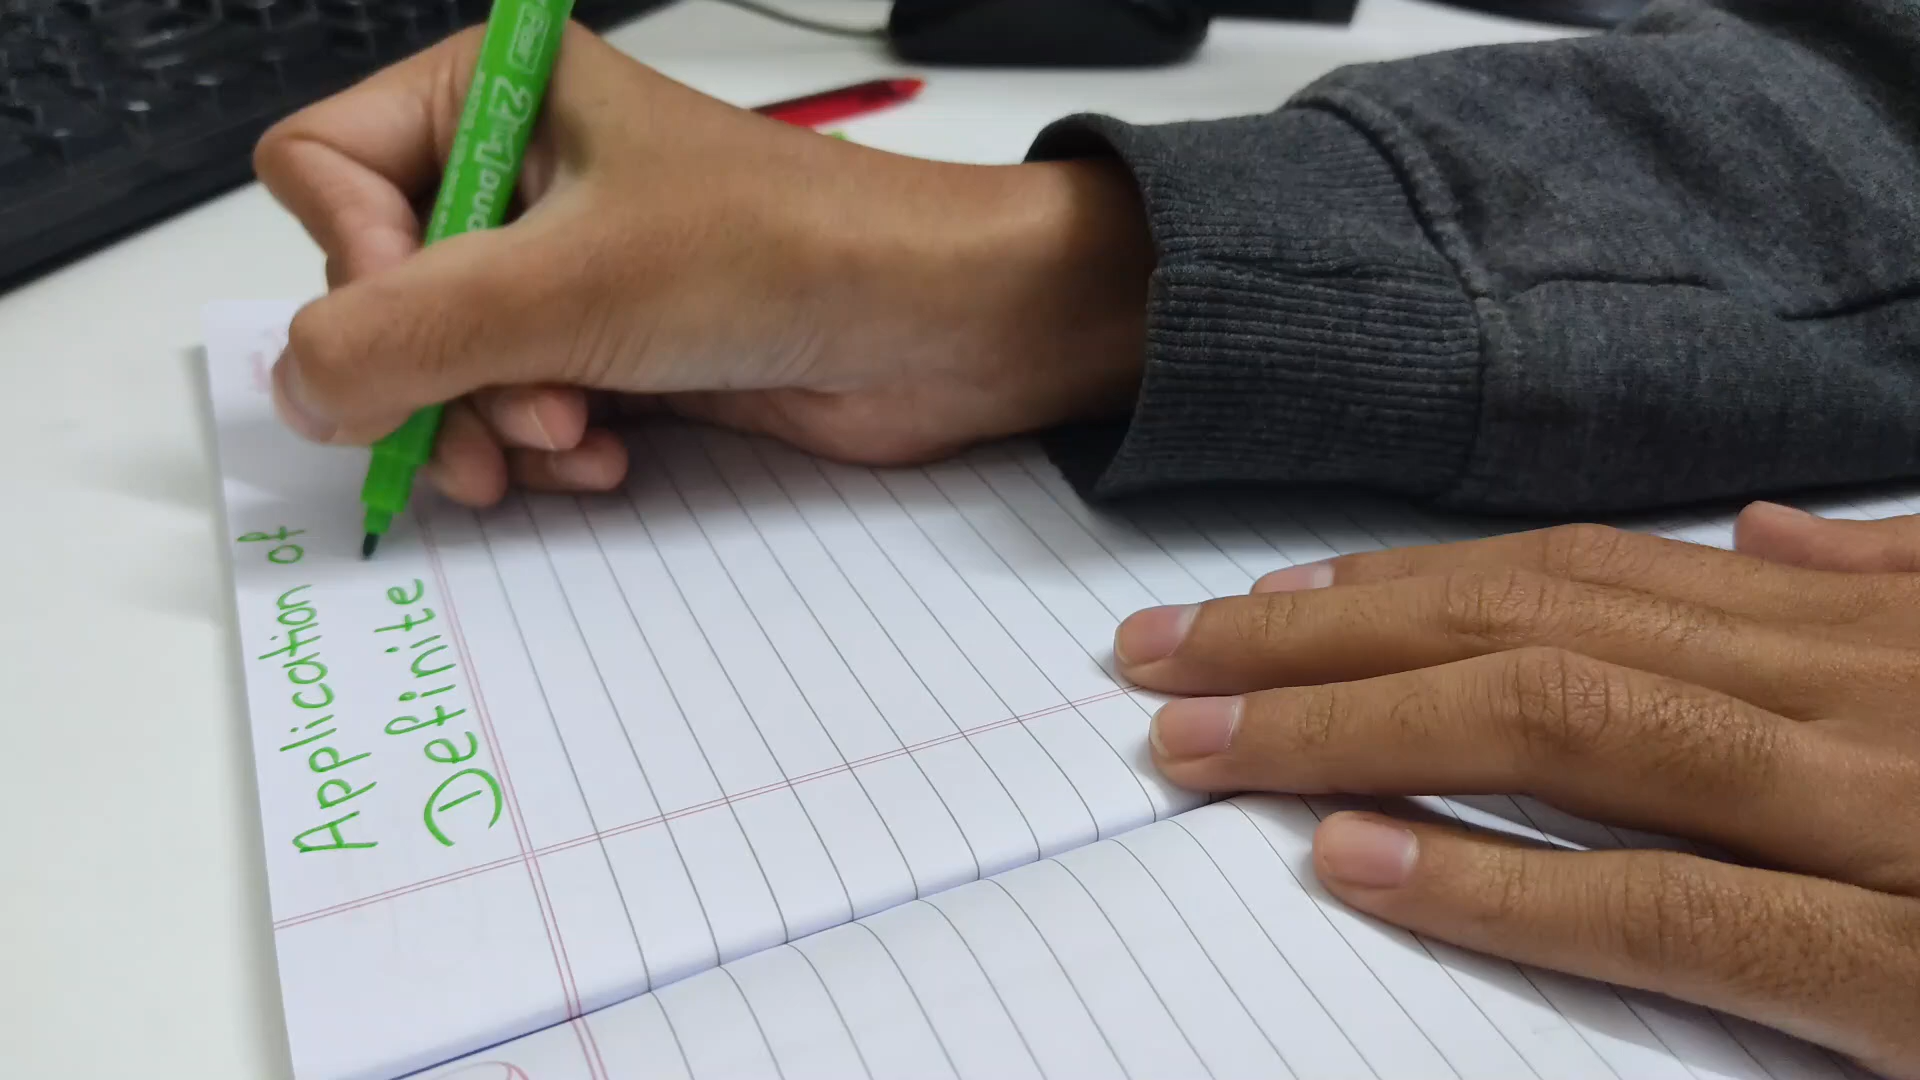 Application of
Definite